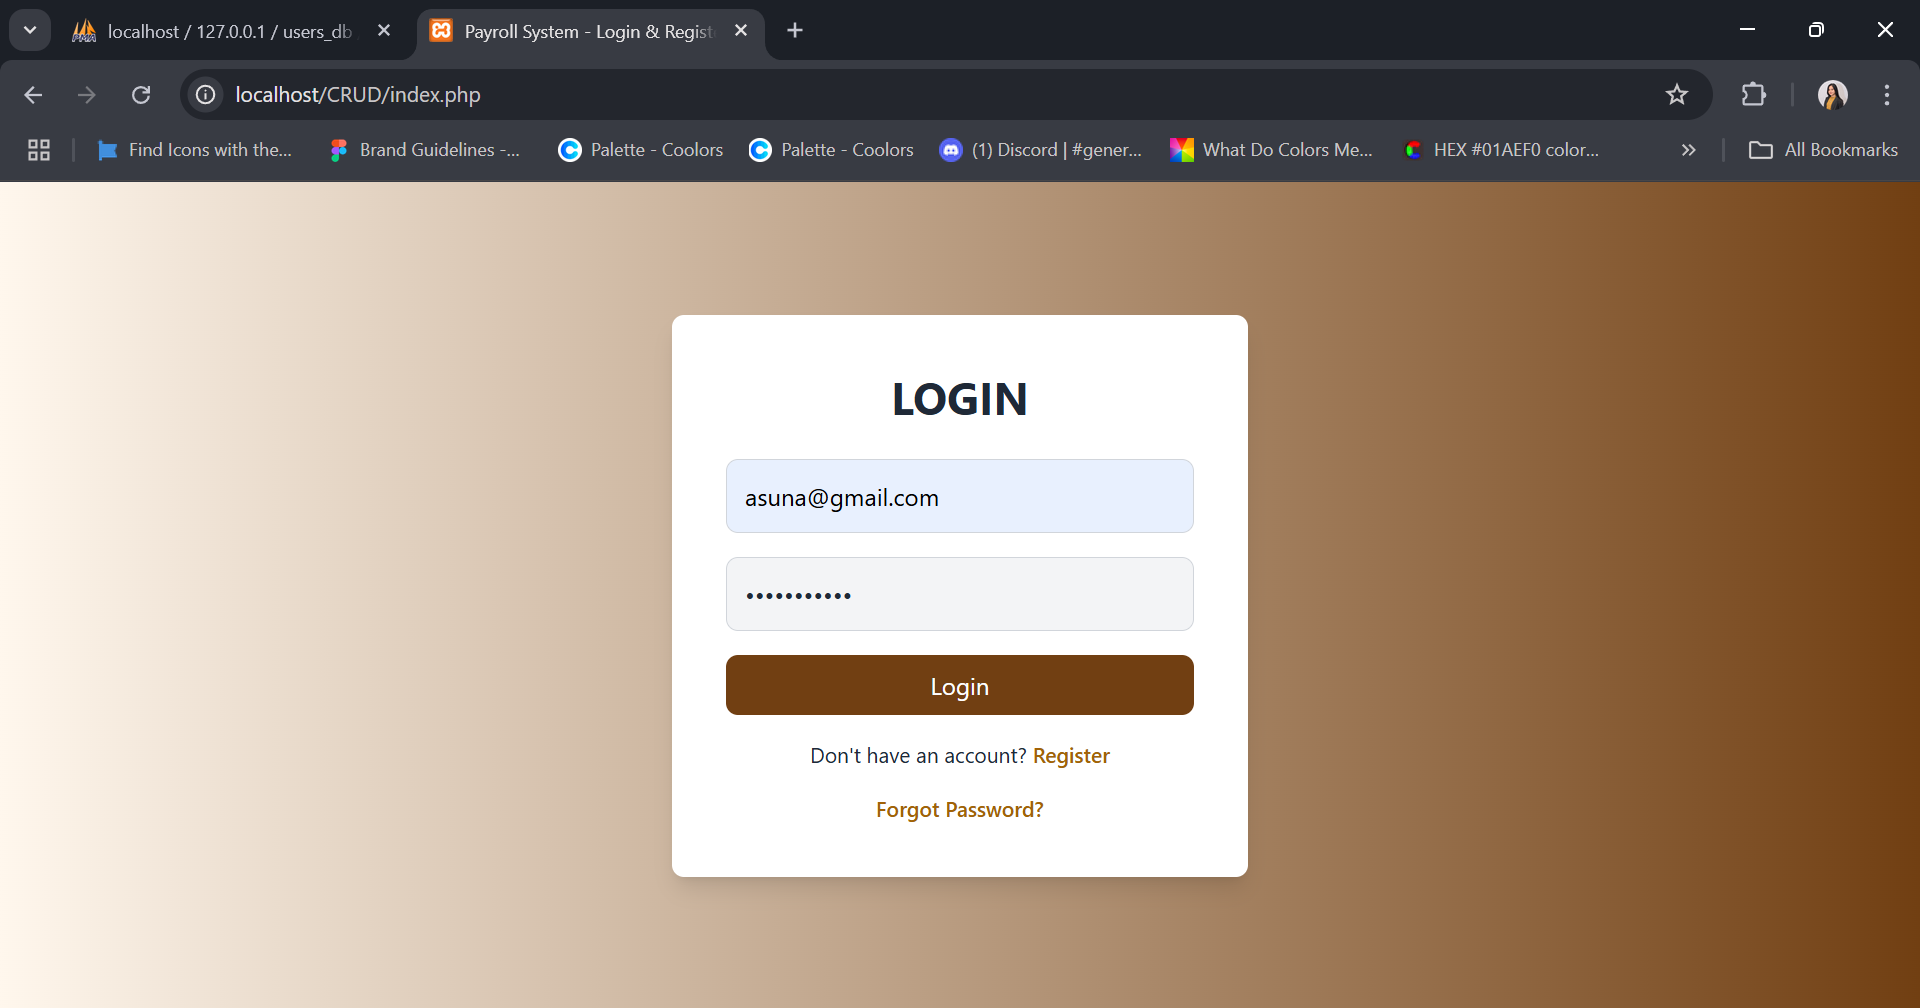 localhost / 127.0.0.1 / users_db
Payroll System - Login & Regist
localhost/CRUD/index.php
Find Icons with the...
Brand Guidelines -...
Palette - Coolors
Palette - Coolors
(1) Discord | #gener...
What Do Colors Me...
HEX #01AEF0 color...
All Bookmarks
LOGIN
asuna@gmail.com
Login
Don't have an account? Register
Forgot Password?